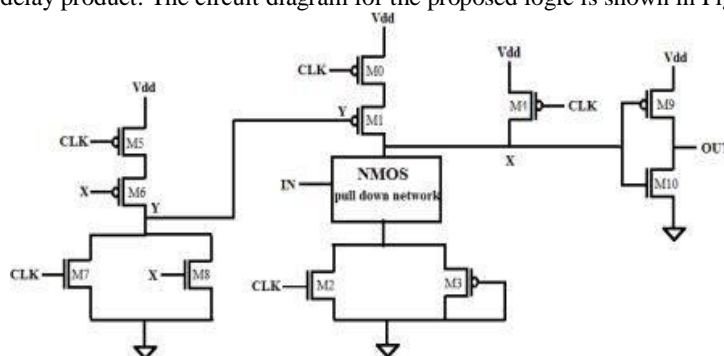 delay product. The circuit diagram for the proposed logic is shown in Fi
Vdd
CLK
M0
Vdd
Vdd
Vdd
CLK
M5
Y
M1
M4
CLK
M9
X
M6
Y
X
OUT
IN
NMOS
pull down network
M10
CLK
M7
X
M8
CLK
M2
M3